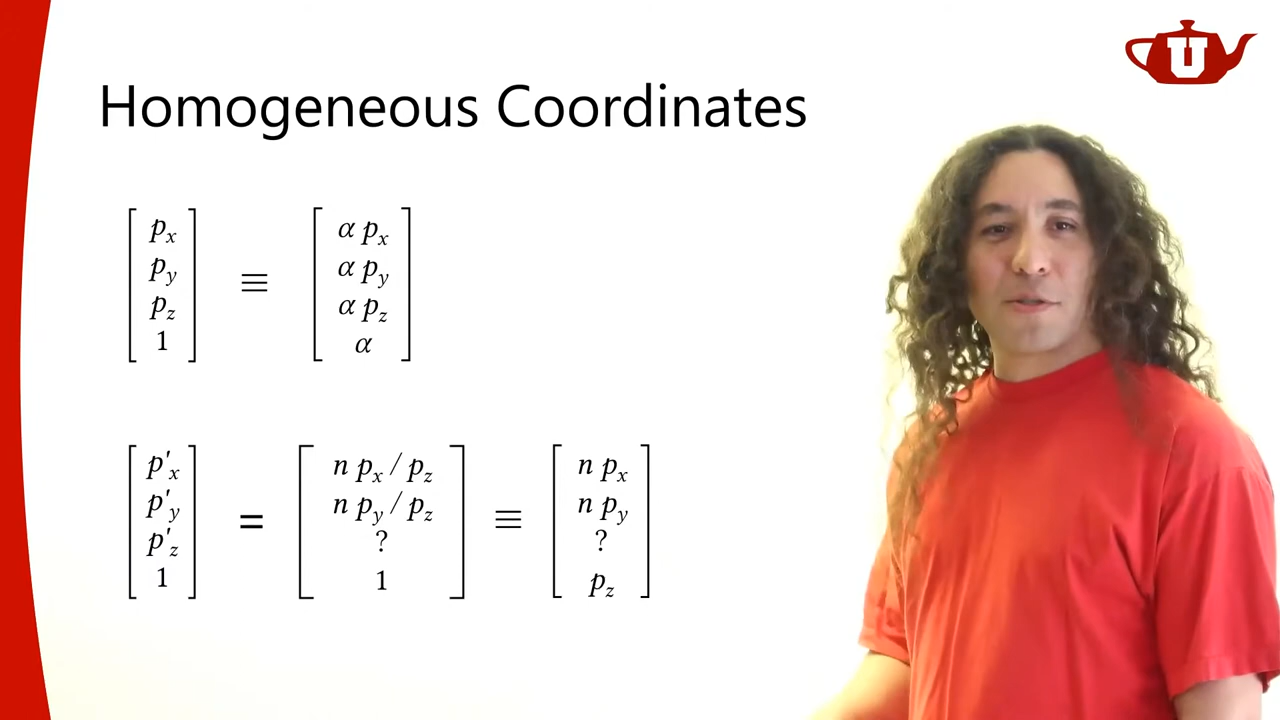 U
Homogeneous Coordinates
[p_x p_y p_z 1] ≡ [α p_x α p_y α p_z α]
[p'_x p'_y p'_z 1] = [n p_x / p_z n p_y / p_z ? 1] ≡ [n p_x n p_y ? p_z]